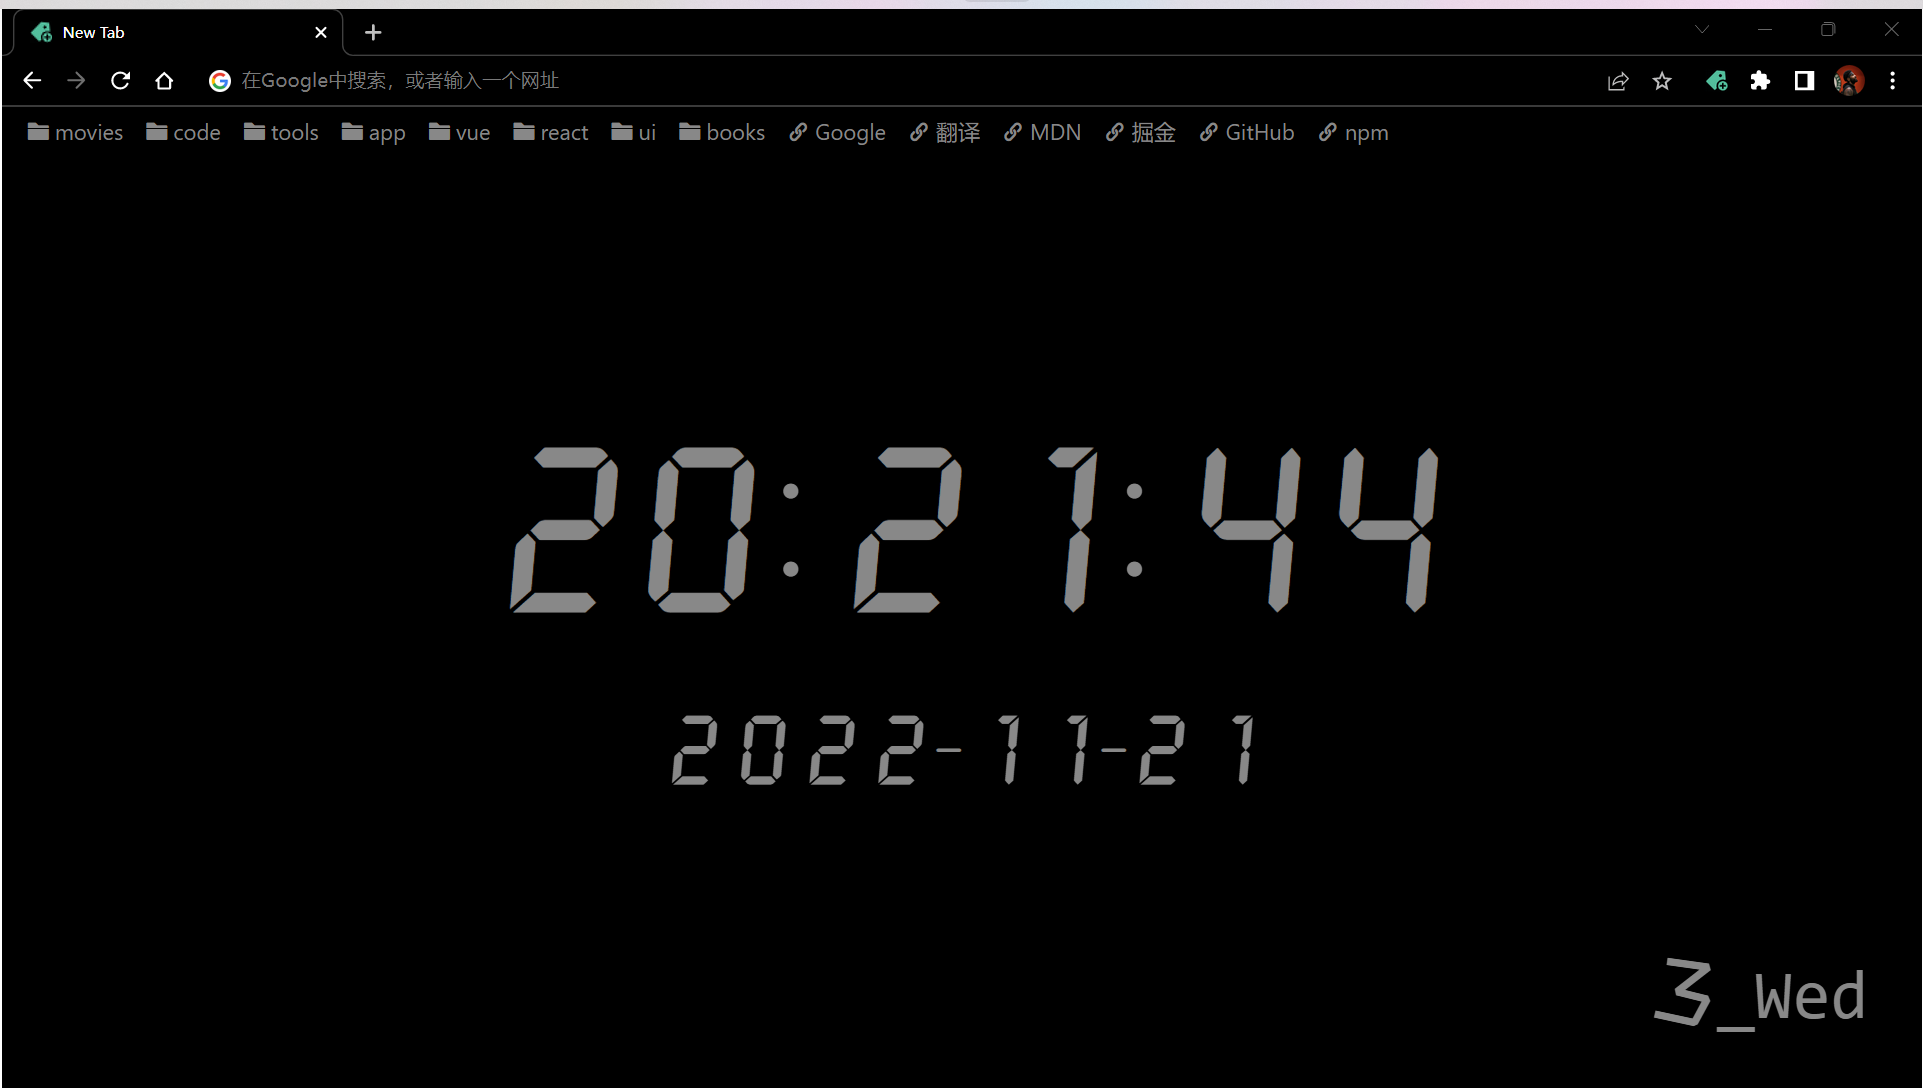 New Tab
在Google中搜索，或者输入一个网址
movies code tools app vue react ui books Google 翻译 MDN 掘金 GitHub npm
20:21:44
2022-11-21
3_Wed